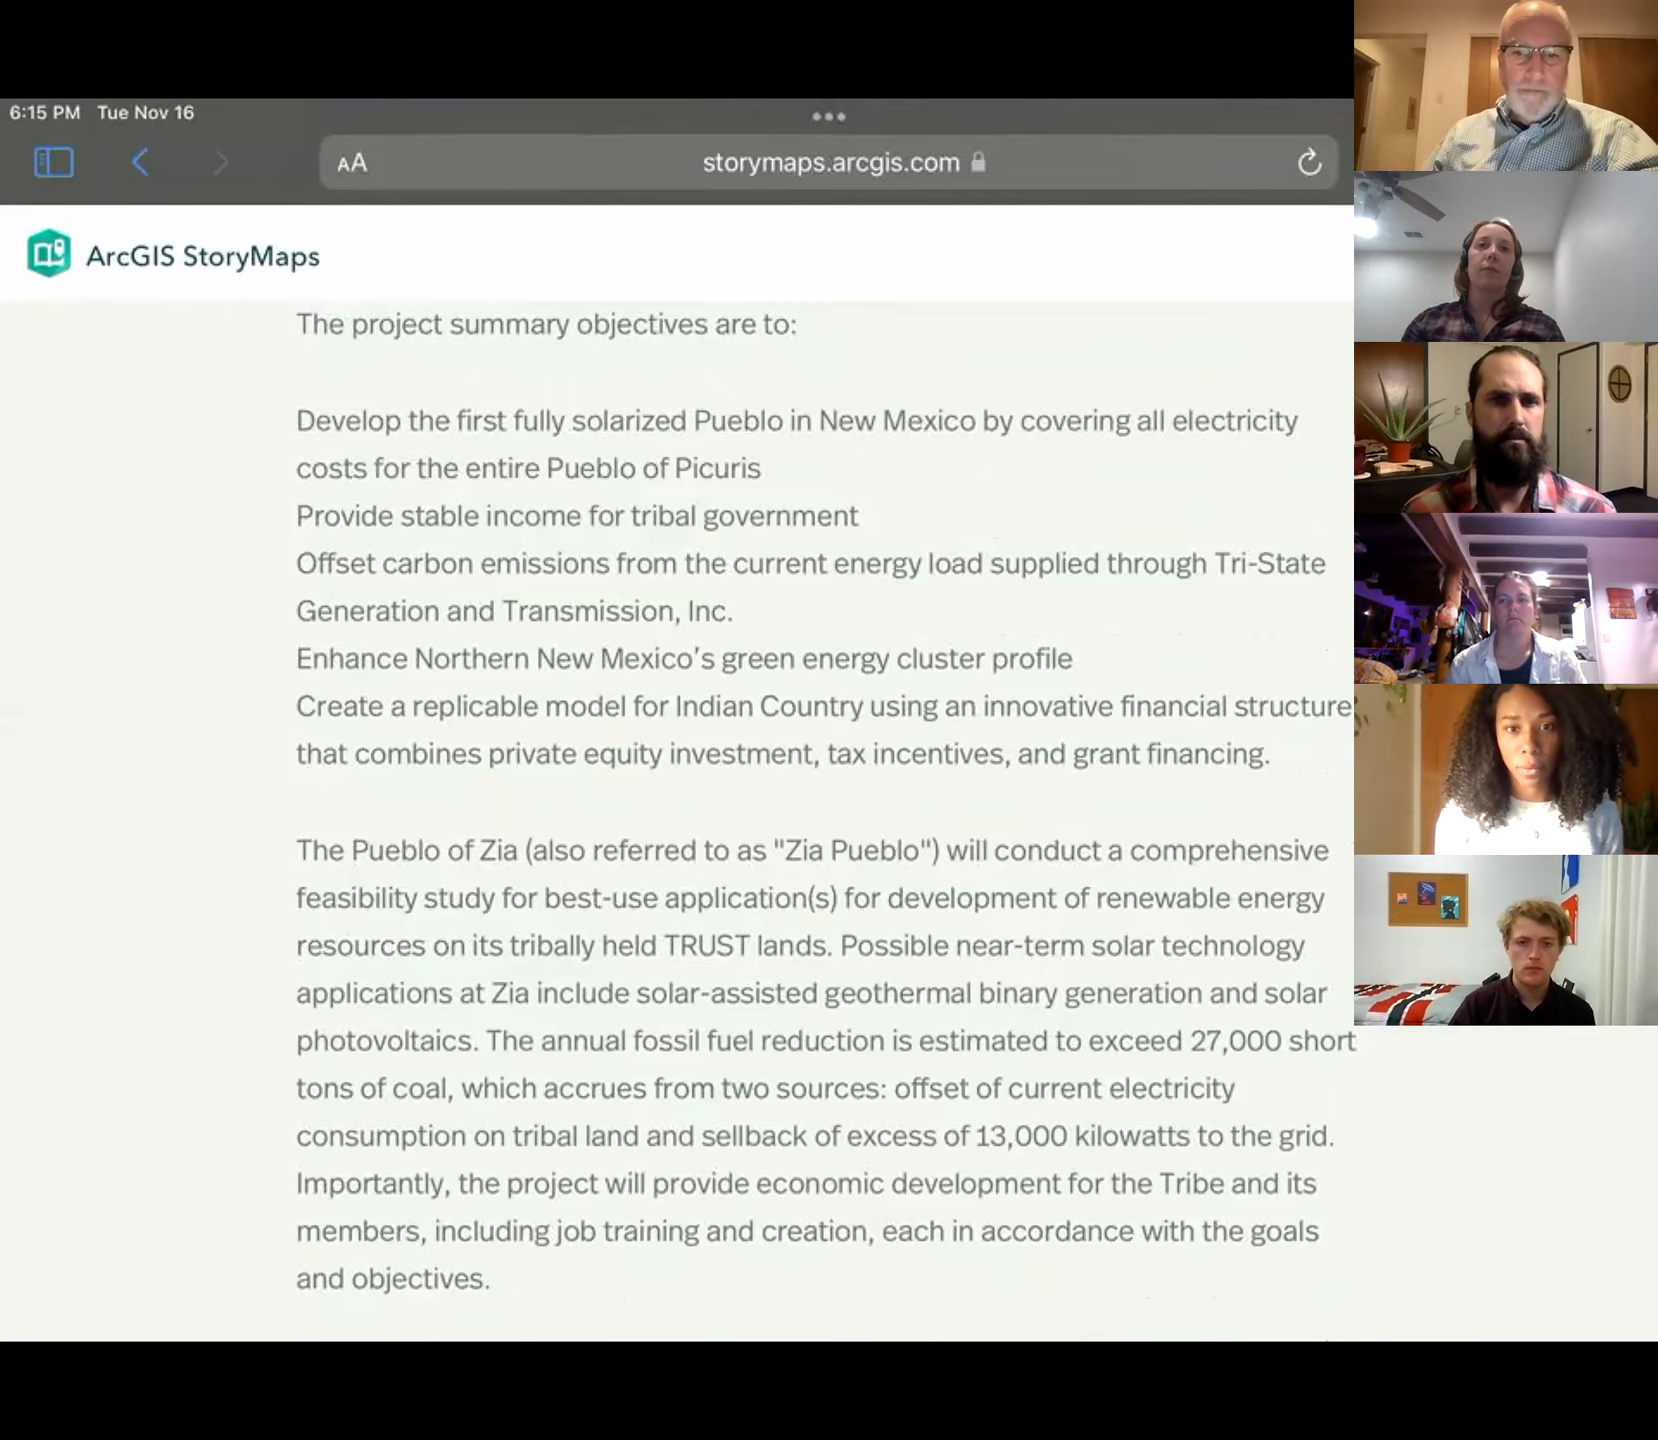 6:15 PM Tue Nov 16
AA storymaps.arcgis.com
ArcGIS StoryMaps
The project summary objectives are to:
Develop the first fully solarized Pueblo in New Mexico by covering all electricity
costs for the entire Pueblo of Picuris
Provide stable income for tribal government
Offset carbon emissions from the current energy load supplied through Tri-State
Generation and Transmission, Inc.
Enhance Northern New Mexico's green energy cluster profile
Create a replicable model for Indian Country using an innovative financial structure
that combines private equity investment, tax incentives, and grant financing.
The Pueblo of Zia (also referred to as "Zia Pueblo") will conduct a comprehensive
feasibility study for best-use application(s) for development of renewable energy
resources on its tribally held TRUST lands. Possible near-term solar technology
applications at Zia include solar-assisted geothermal binary generation and solar
photovoltaics. The annual fossil fuel reduction is estimated to exceed 27,000 short
tons of coal, which accrues from two sources: offset of current electricity
consumption on tribal land and sellback of excess of 13,000 kilowatts to the grid.
Importantly, the project will provide economic development for the Tribe and its
members, including job training and creation, each in accordance with the goals
and objectives.